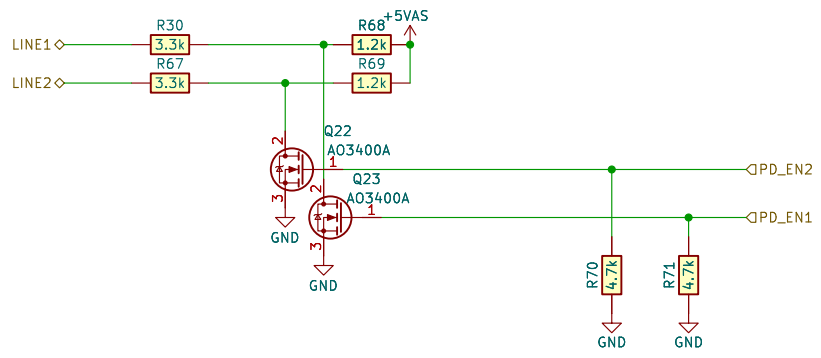 R30
+5VAS
R68
LINE1
3.3k
1.2k
R67
R69
LINE2
3.3k
1.2k
Q22
2
AO3400A
1
PD_EN2
3
Q23
2
AO3400A
1
PD_EN1
GND
3
GND
R70
4.7k
R71
4.7k
GND
GND